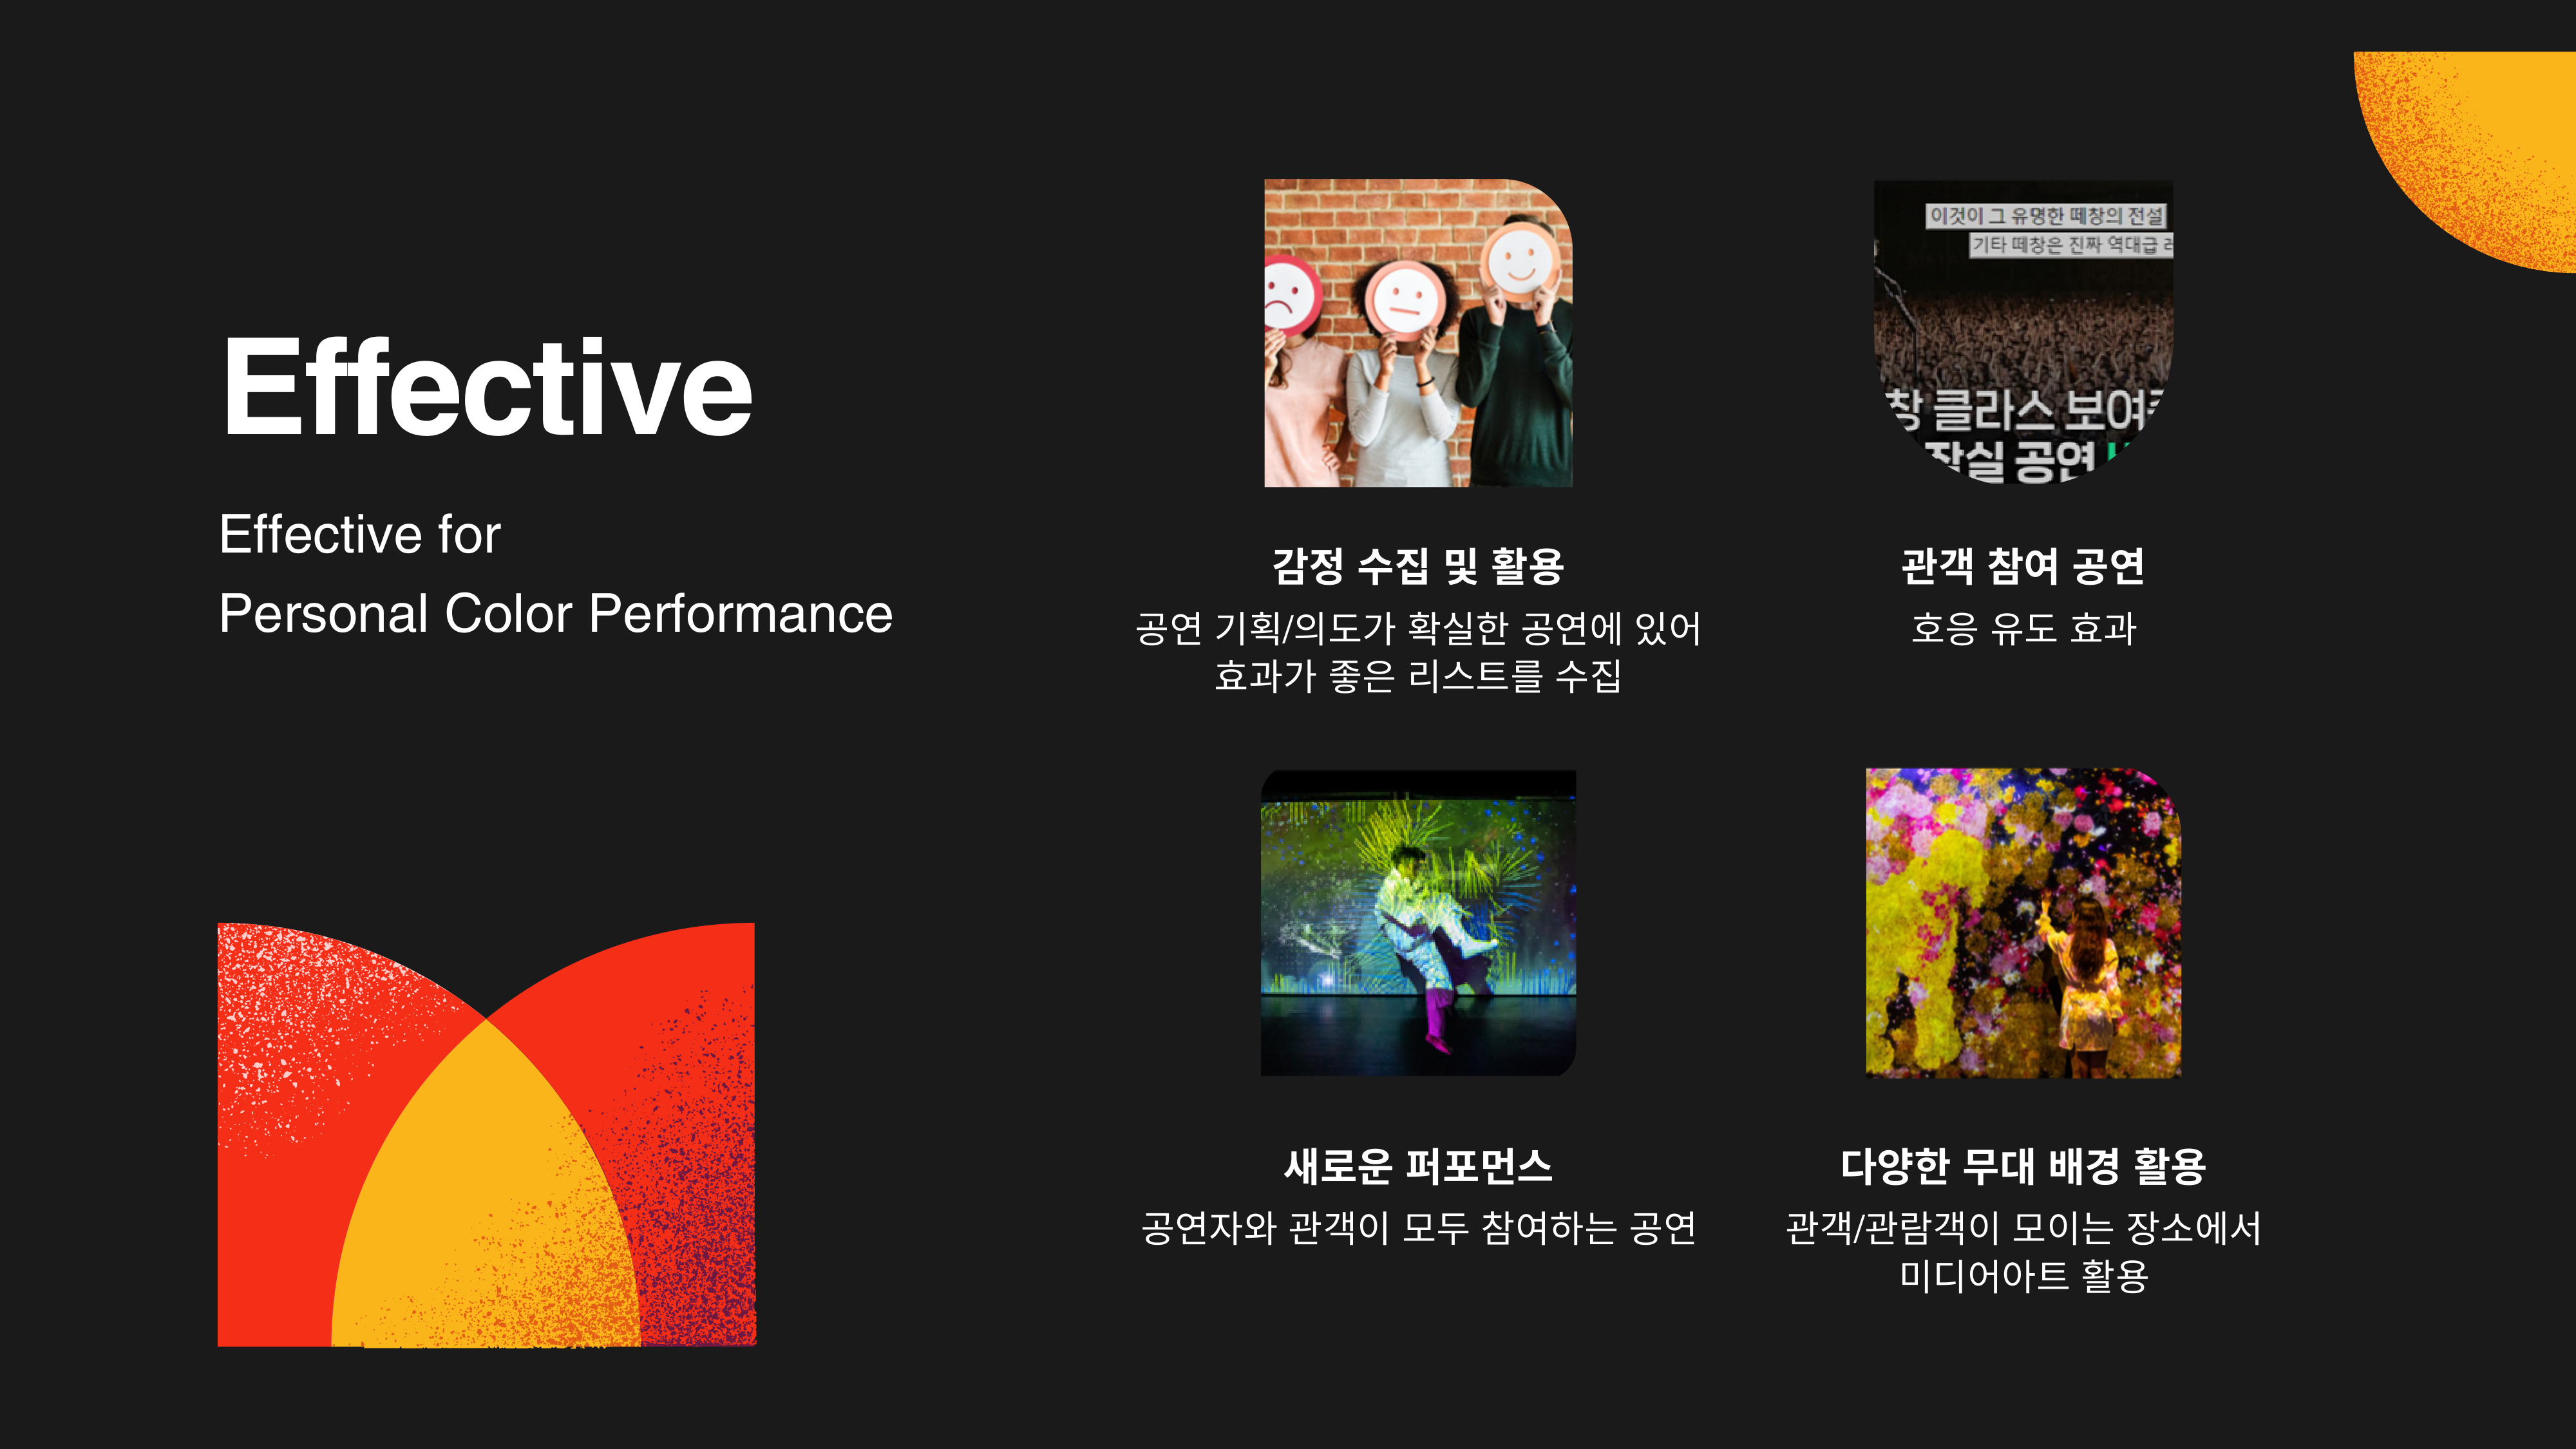 Effective
Effective for
Personal Color Performance
이것이 그 유명한 떼창의 전설
기타 떼창은 진짜 역대급
클라스 보여
잠실 공연
감정 수집 및 활용
공연 기획/의도가 확실한 공연에 있어
효과가 좋은 리스트를 수집
관객 참여 공연
호응 유도 효과
새로운 퍼포먼스
공연자와 관객이 모두 참여하는 공연
다양한 무대 배경 활용
관객/관람객이 모이는 장소에서
미디어아트 활용